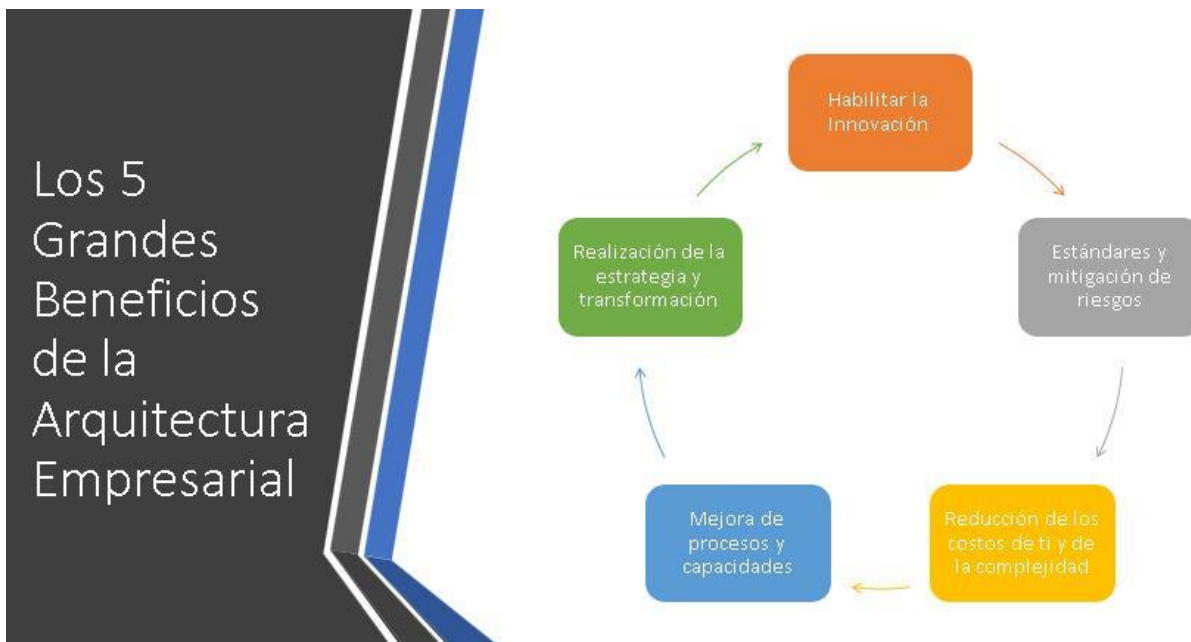 Los 5
Grandes
Beneficios
de la
Arquitectura
Empresarial
Habilitar la
Innovación
Estándares y
mitigación de
riesgos
Reducción de los
costos de ti y de
la complejidad
Mejora de
procesos y
capacidades
Realización de la
estrategia y
transformación